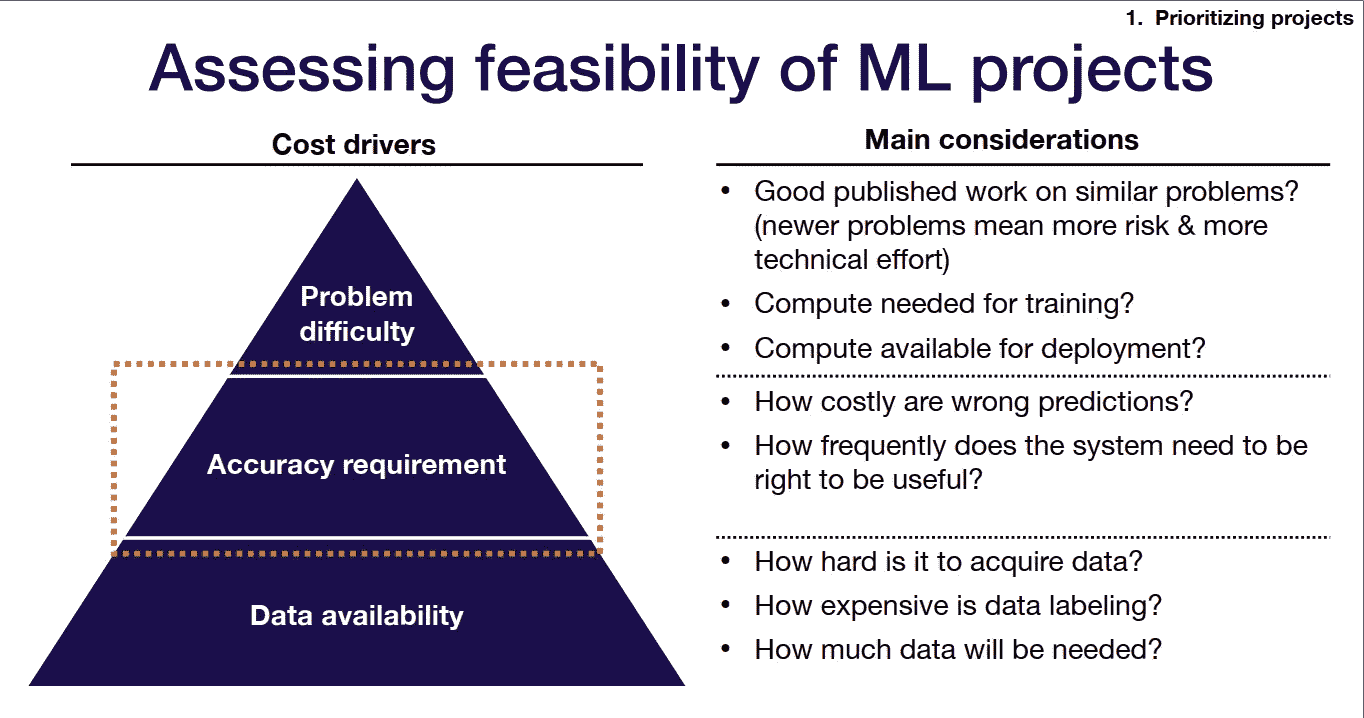 1. Prioritizing projects
Assessing feasibility of ML projects
Cost drivers
Problem
difficulty
Accuracy requirement
Data availability
Main considerations
• Good published work on similar problems?
(newer problems mean more risk & more
technical effort)
• Compute needed for training?
• Compute available for deployment?
• How costly are wrong predictions?
• How frequently does the system need to be
right to be useful?
• How hard is it to acquire data?
• How expensive is data labeling?
• How much data will be needed?